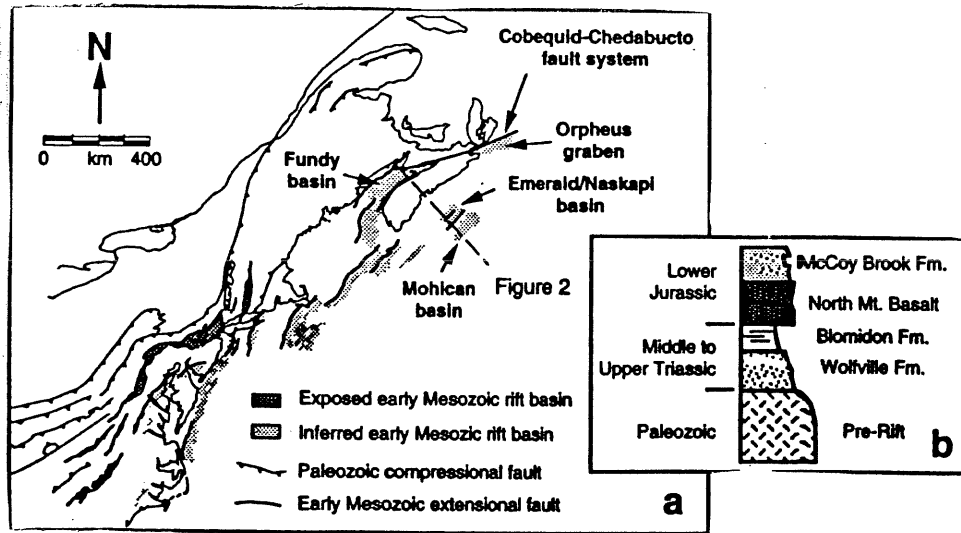 N
0 km 400
Cobequid-Chedabucto
fault system
Orpheus
graben
Fundy
basin
Emerald/Naskapi
basin
Mohican
basin
Figure 2
Exposed early Mesozoic rift basin
Inferred early Mesozic rift basin
Paleozoic compressional fault
Early Mesozoic extensional fault
a
Lower
Jurassic
Middle to
Upper Triassic
Paleozoic
McCoy Brook Fm.
North Mt. Basalt
Blomidon Fm.
Wolfville Fm.
Pre-Rift
b